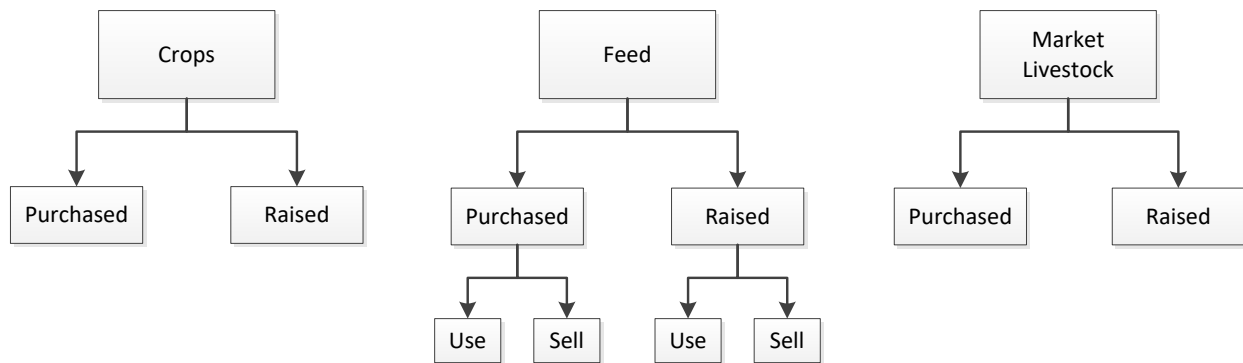 Crops
Feed
Market
Livestock
Purchased
Raised
Purchased
Raised
Purchased
Raised
Use
Sell
Use
Sell